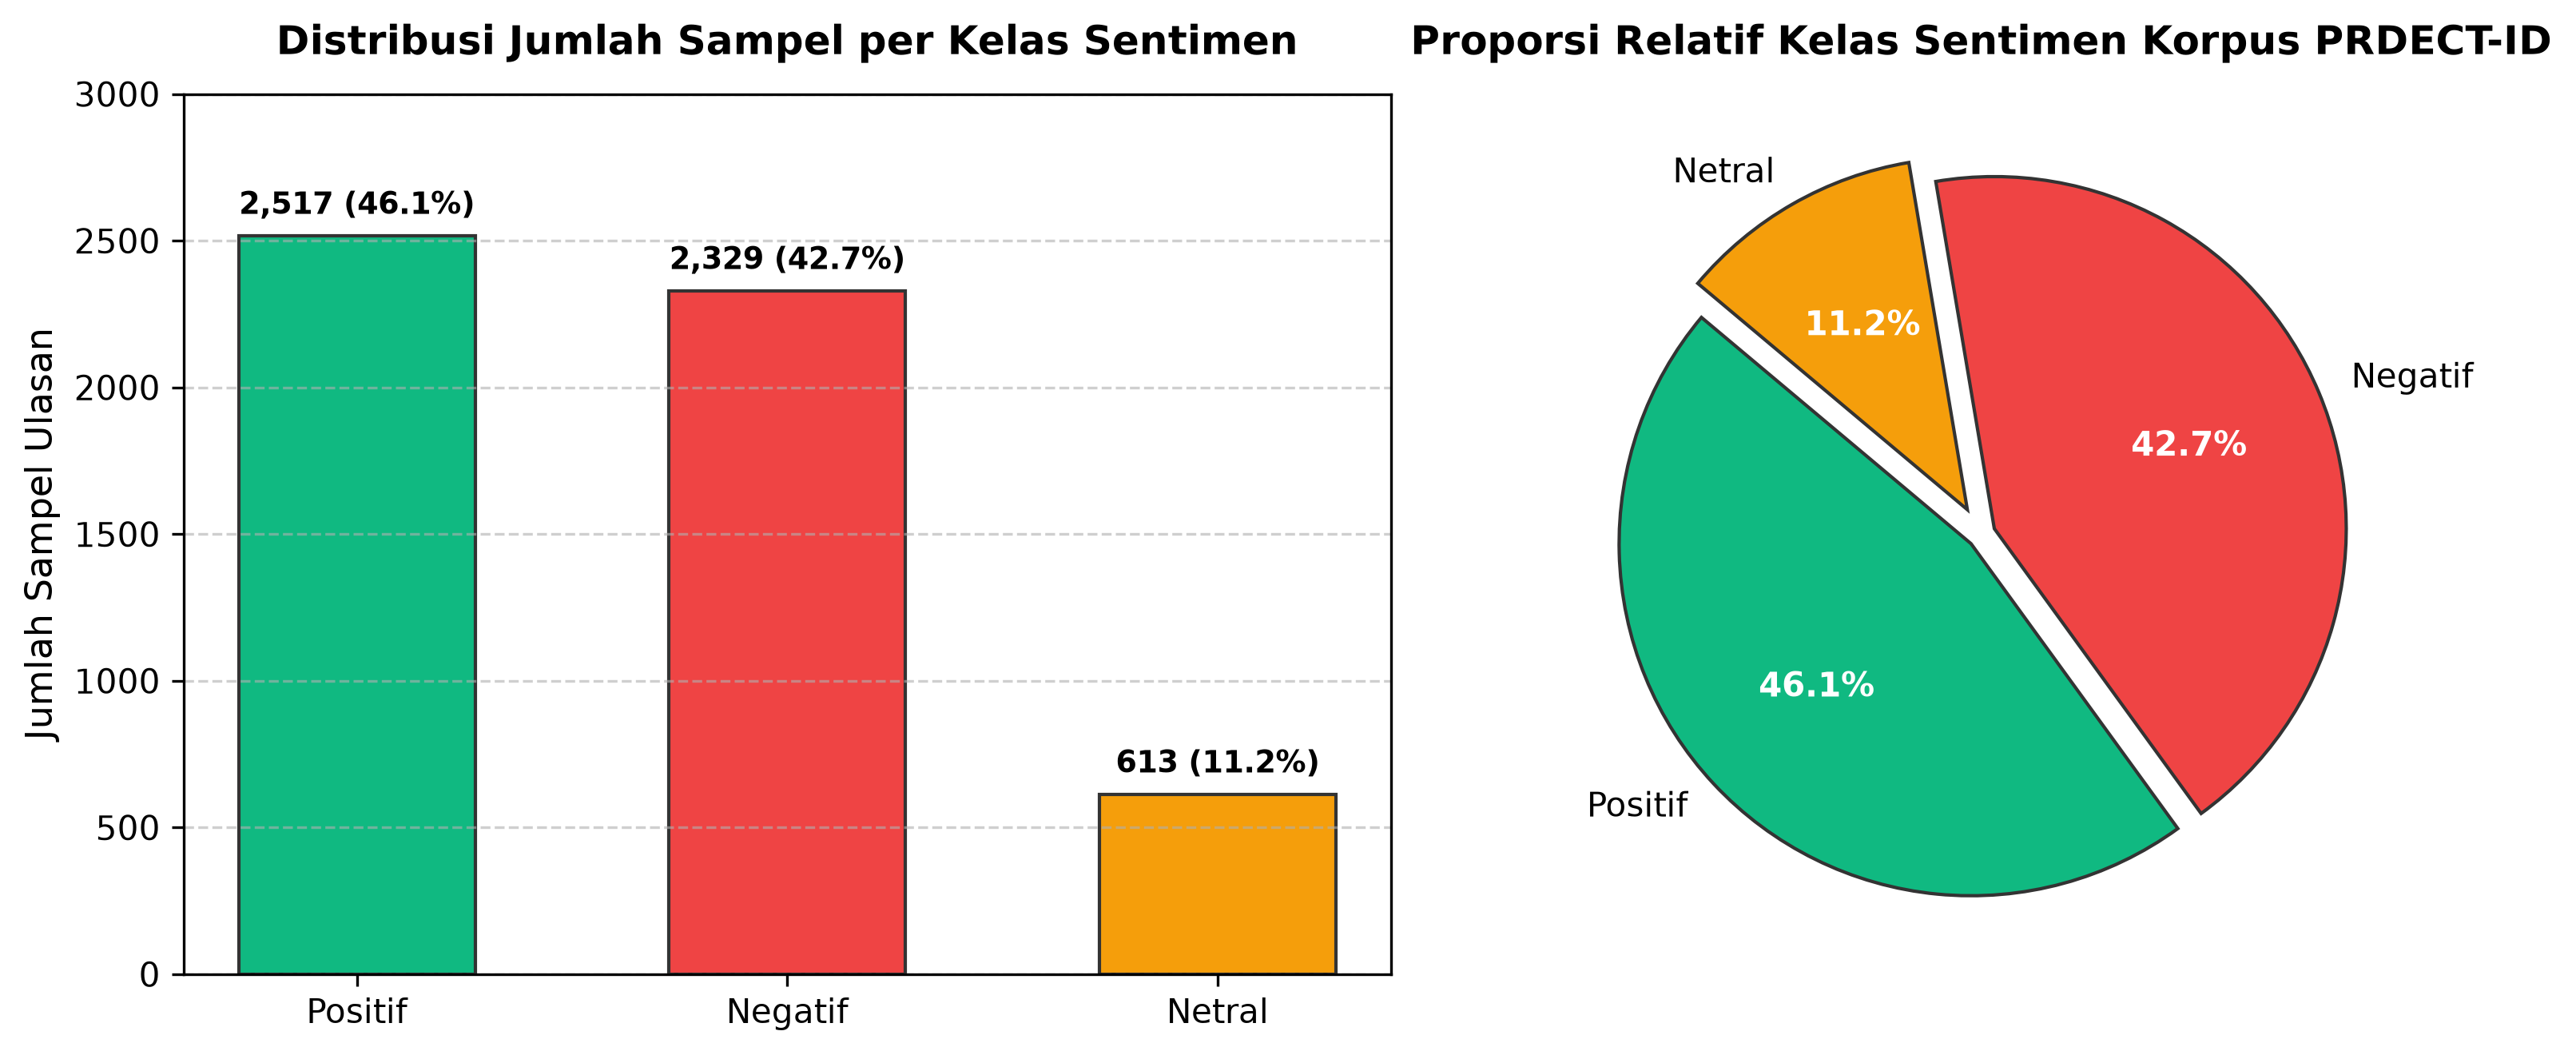 Distribusi Jumlah Sampel per Kelas Sentimen
3000
2500
2000
1500
1000
500
0
Jumlah Sampel Ulasan
2,517 (46.1%)
2,329 (42.7%)
613 (11.2%)
Positif
Negatif
Netral
Proporsi Relatif Kelas Sentimen Korpus PRDECT-ID
Netral
11.2%
Negatif
42.7%
46.1%
Positif